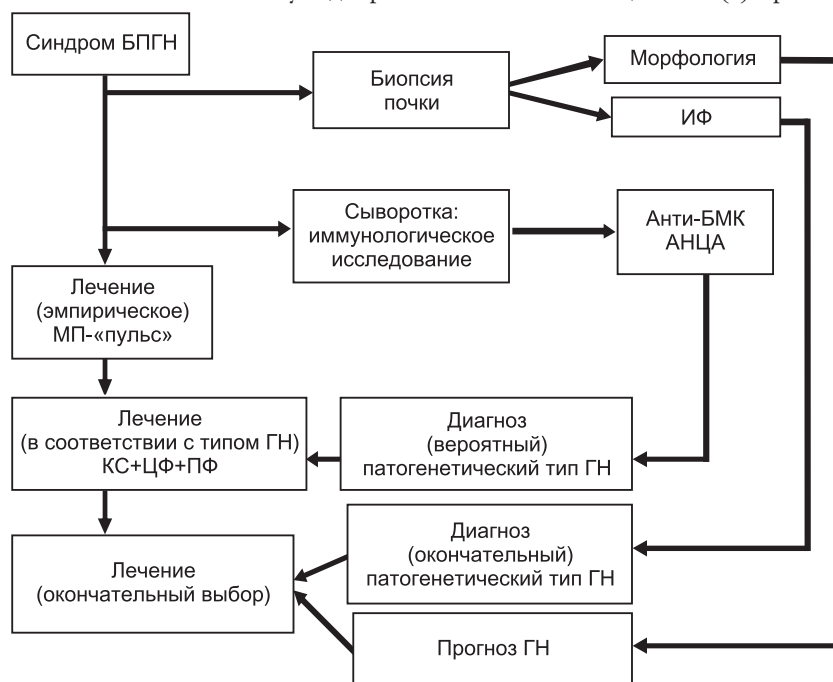 Синдром БПГН
Биопсия
почки
Морфология
ИФ
Сыворотка:
иммунологическое
исследование
Анти-БМК
АНЦА
Лечение
(эмпирическое)
МП-«пульс»
Лечение
(в соответствии с типом ГН)
КС+ЦФ+ПФ
Диагноз
(вероятный)
патогенетический тип ГН
Диагноз
(окончательный)
патогенетический тип ГН
Лечение
(окончательный выбор)
Прогноз ГН